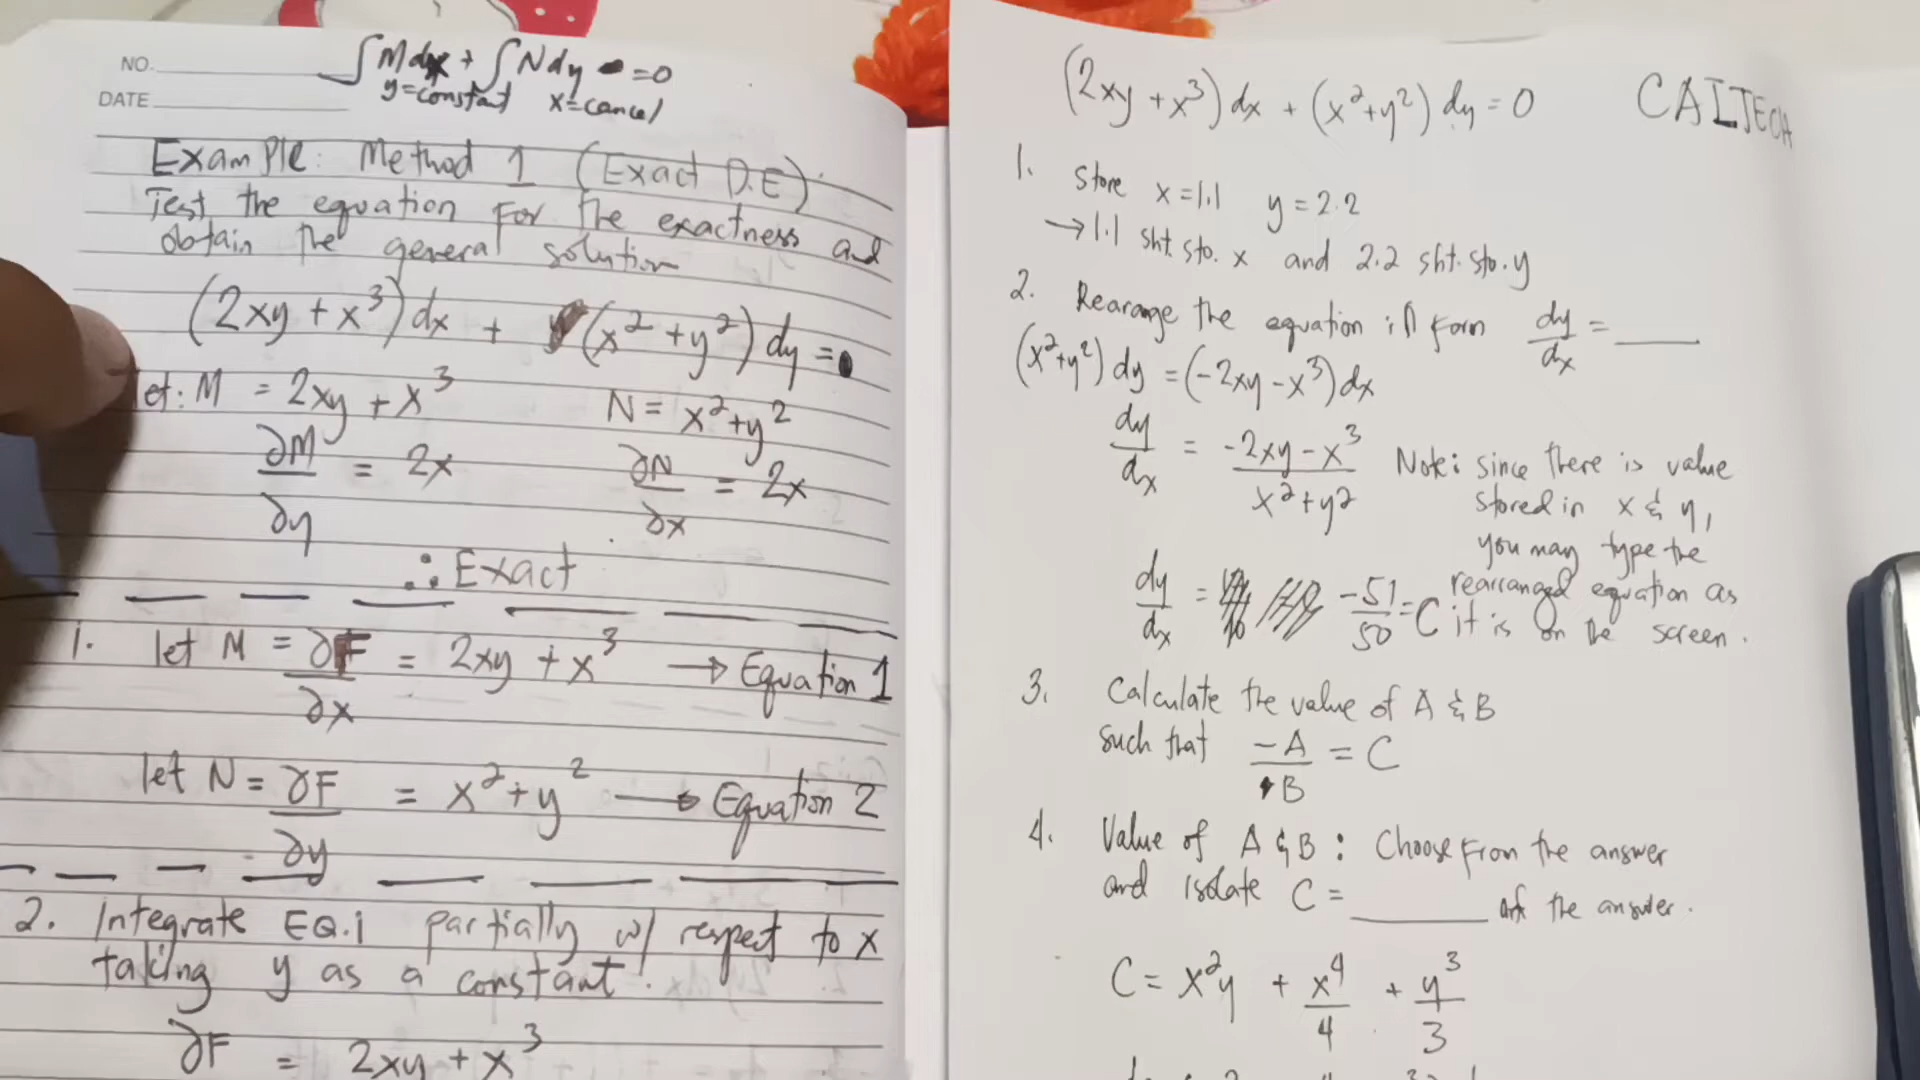 NO.
DATE
∫Mdx + ∫Ndy = 0
y=constant x=cancel
Example: Method 1 (Exact D.E)
Test the equation for the exactness and
obtain the general solution
(2xy + x³)dx + (x² + y²)dy = 0
let: M = 2xy + x³ N = x² + y²
∂M/∂y = 2x ∂N/∂x = 2x
∴ Exact
1. let M = ∂F/∂x = 2xy + x³ → Equation 1
let N = ∂F/∂y = x² + y² → Equation 2
2. Integrate EQ.1 partially w/ respect to x
taking y as a constant.
∂F = 2xy + x³
(2xy + x³)dx + (x² + y²)dy = 0 CALTECH
1. Store x = 1.1 y = 2.2
→ 1.1 sht. sto. x and 2.2 sht. sto. y
2. Rearange the equation in form dy/dx = ____
(x² + y²)dy = (-2xy - x³)dx
dy/dx = (-2xy - x³)/(x² + y²) Note: since there is value
stored in x & y,
you may type the
rearranged equation as
it is on the screen.
dy/dx = -51/50 = C
3. Calculate the value of A & B
such that -A/B = C
4. Value of A & B : Choose from the answer
and isolate C = ____ the answer.
C = x²y + x⁴/4 + y³/3